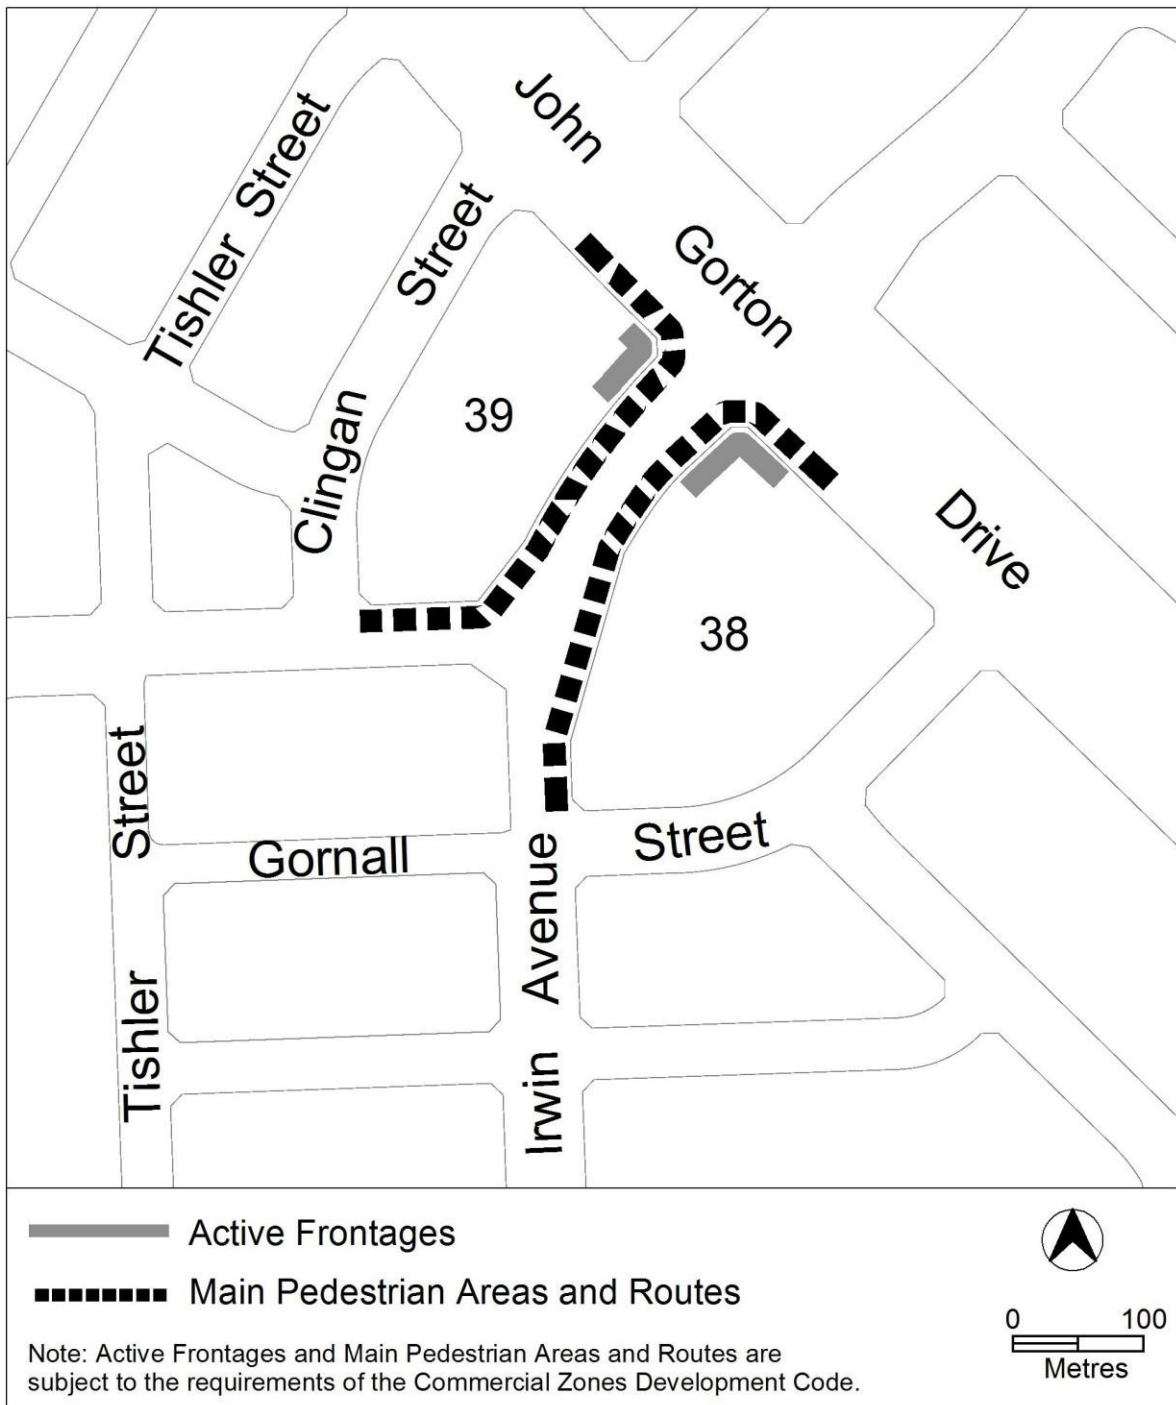 John
Gorton
Drive
Tishler Street
Clingan
Street
39
38
Street
Tishler
Gornall
Street
Irwin Avenue
Active Frontages
Main Pedestrian Areas and Routes
Note: Active Frontages and Main Pedestrian Areas and Routes are
subject to the requirements of the Commercial Zones Development Code.
0 100
Metres